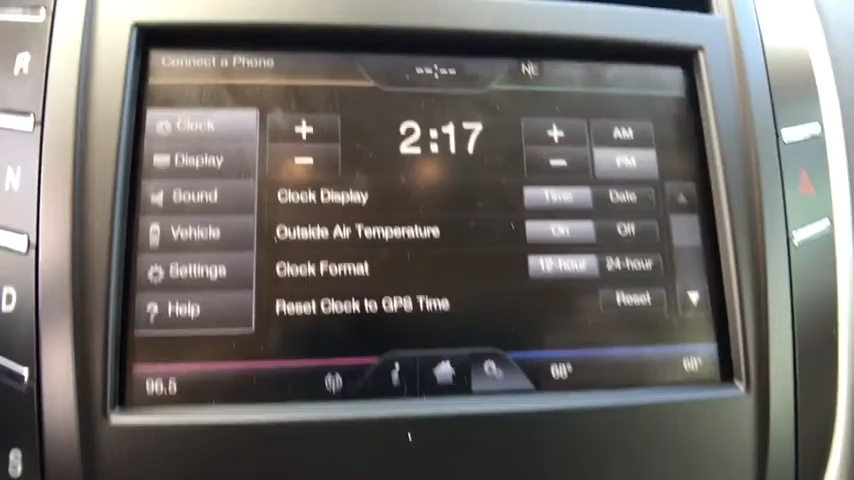 Connect a Phone --:-- NE
R
Clock + 2:17 + AM
- - PM
Display
N
Sound Clock Display Time Date
Vehicle Outside Air Temperature On Off
Settings Clock Format 12-hour 24-hour
D
Help Reset Clock to GPS Time Reset
96.5 68° 68°
S